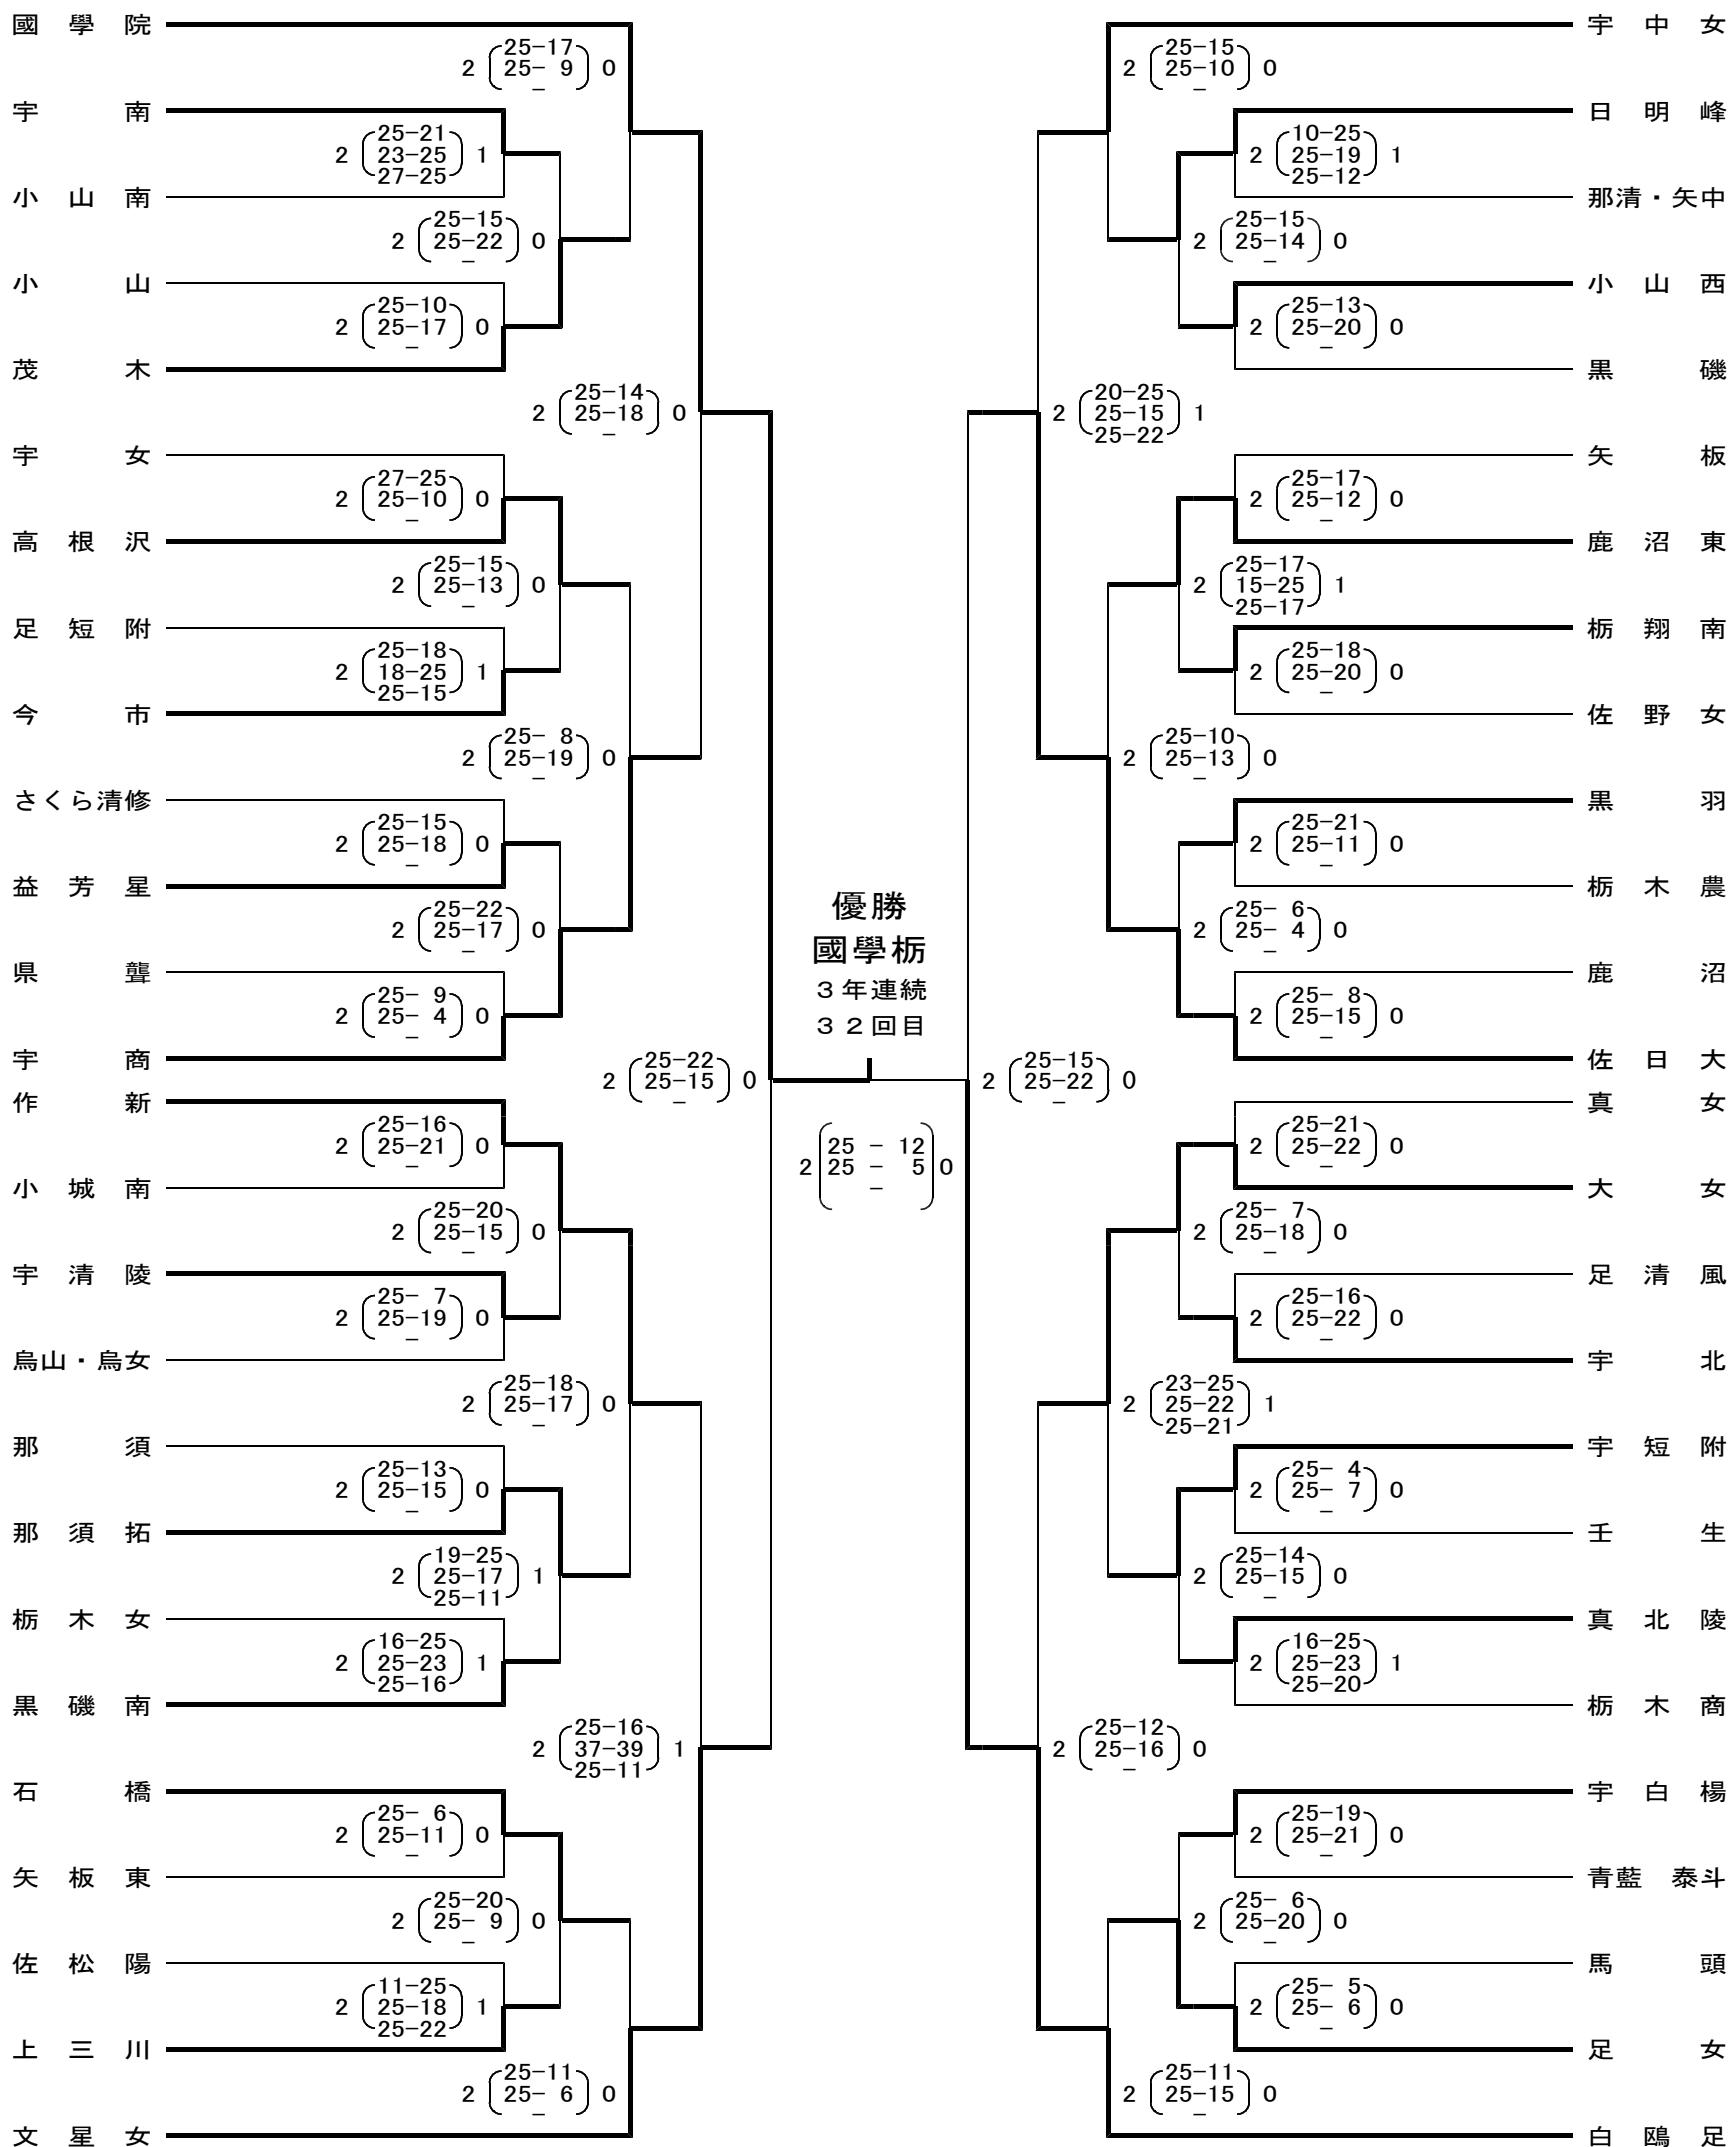 國學院
2 25-17 0
25- 9
-
宇南
2 25-21 1
23-25
27-25
小山南
2 25-15 0
25-22
-
小山
2 25-10 0
25-17
-
茂木
2 25-14 0
25-18
-
宇女
2 27-25 0
25-10
-
高根沢
2 25-15 0
25-13
-
足短附
2 25-18 1
18-25
25-15
今市
2 25- 8 0
25-19
-
さくら清修
2 25-15 0
25-18
-
益芳星
2 25-22 0
25-17
-
県聾
2 25- 9 0
25- 4
-
宇商
2 25-22 0
25-15
-
作新
2 25-16 0
25-21
-
小城南
2 25-20 0
25-15
-
宇清陵
2 25- 7 0
25-19
-
烏山・烏女
2 25-18 0
25-17
-
那須
2 25-13 0
25-15
-
那須拓
2 19-25 1
25-17
25-11
栃木女
2 16-25 1
25-23
25-16
黒磯南
2 25-16 1
37-39
25-11
石橋
2 25- 6 0
25-11
-
矢板東
2 25-20 0
25- 9
-
佐松陽
2 11-25 1
25-18
25-22
上三川
2 25-11 0
25- 6
-
文星女
優勝
國學栃
3年連続
32回目
2 25 - 12 0
25 - 5
-
宇中女
2 25-15 0
25-10
-
日明峰
2 10-25 1
25-19
25-12
那清・矢中
2 25-15 0
25-14
-
小山西
2 25-13 0
25-20
-
黒磯
2 20-25 1
25-15
25-22
矢板
2 25-17 0
25-12
-
鹿沼東
2 25-17 1
15-25
25-17
栃翔南
2 25-18 0
25-20
-
佐野女
2 25-10 0
25-13
-
黒羽
2 25-21 0
25-11
-
栃木農
2 25- 6 0
25- 4
-
鹿沼
2 25- 8 0
25-15
-
佐日大
2 25-15 0
25-22
-
真女
2 25-21 0
25-22
-
大女
2 25- 7 0
25-18
-
足清風
2 25-16 0
25-22
-
宇北
2 23-25 1
25-22
25-21
宇短附
2 25- 4 0
25- 7
-
壬生
2 25-14 0
25-15
-
真北陵
2 16-25 1
25-23
25-20
栃木商
2 25-12 0
25-16
-
宇白楊
2 25-19 0
25-21
-
青藍 泰斗
2 25- 6 0
25-20
-
馬頭
2 25- 5 0
25- 6
-
足女
2 25-11 0
25-15
-
白鴎足